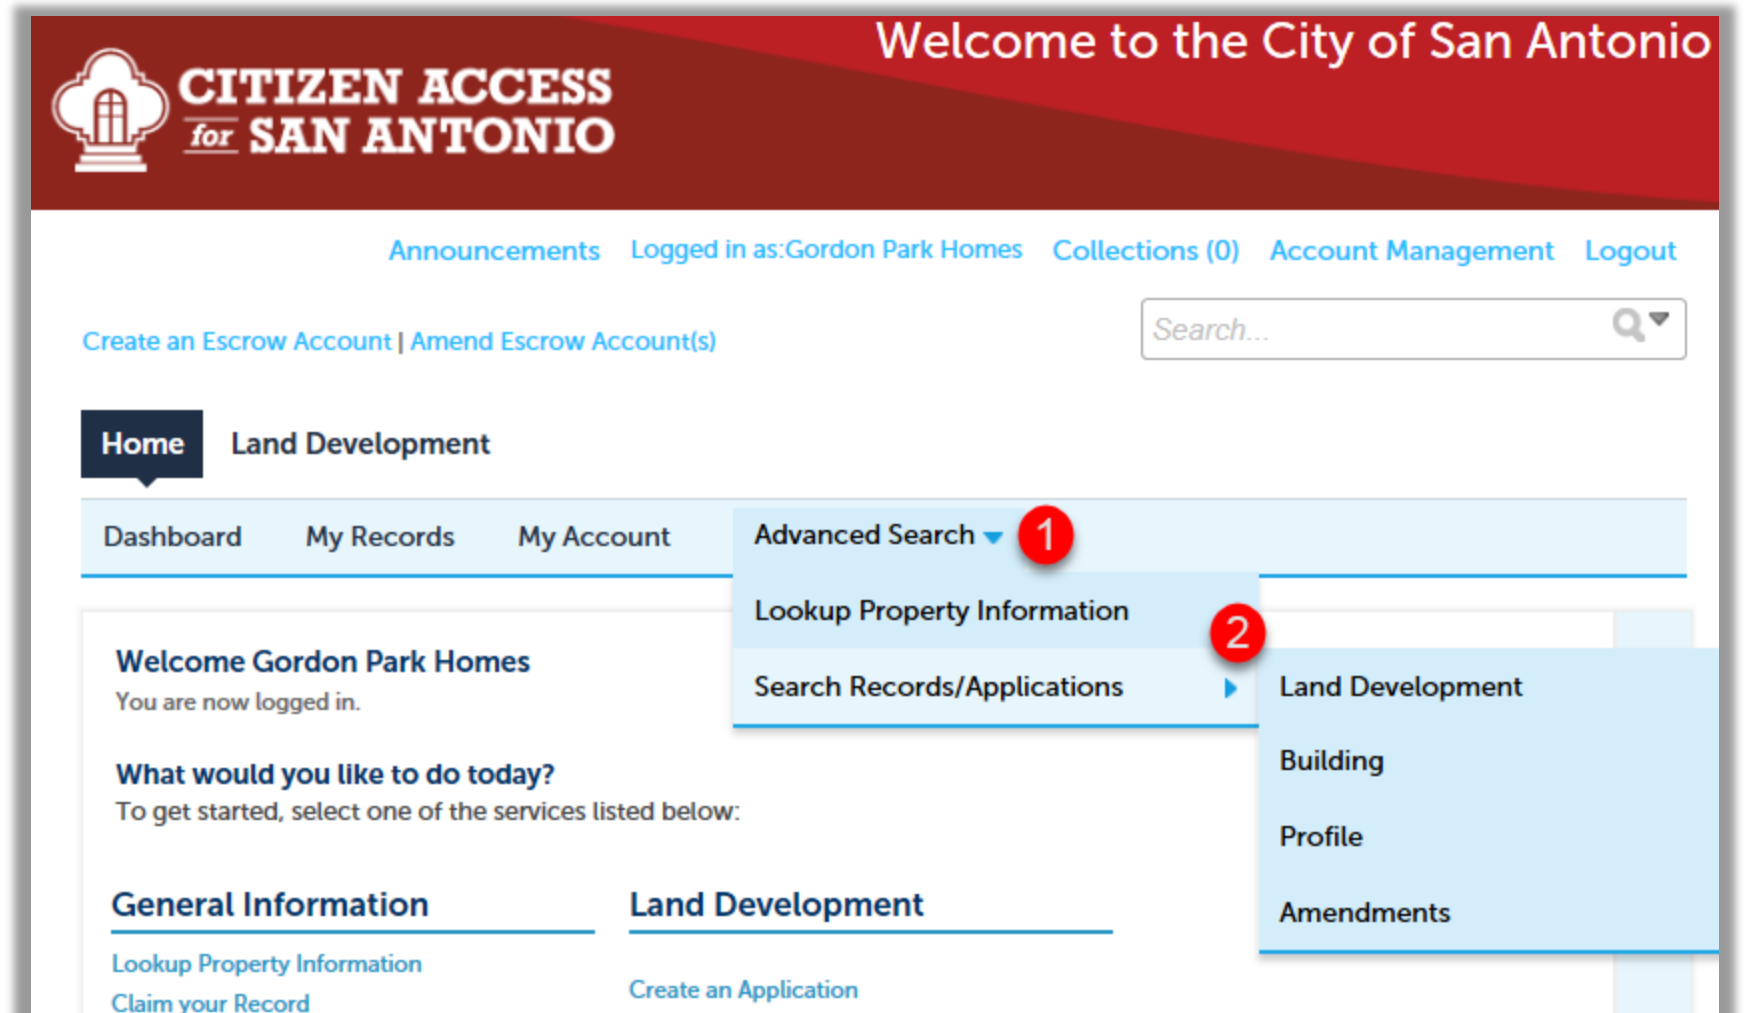 Welcome to the City of San Antonio
CITIZEN ACCESS
for SAN ANTONIO
Announcements Logged in as:Gordon Park Homes Collections (0) Account Management Logout
Create an Escrow Account | Amend Escrow Account(s)
Search...
Home Land Development
Dashboard My Records My Account Advanced Search 1
Lookup Property Information
2
Search Records/Applications
Land Development
Building
Profile
Amendments
Welcome Gordon Park Homes
You are now logged in.
What would you like to do today?
To get started, select one of the services listed below:
General Information
Lookup Property Information
Claim your Record
Land Development
Create an Application